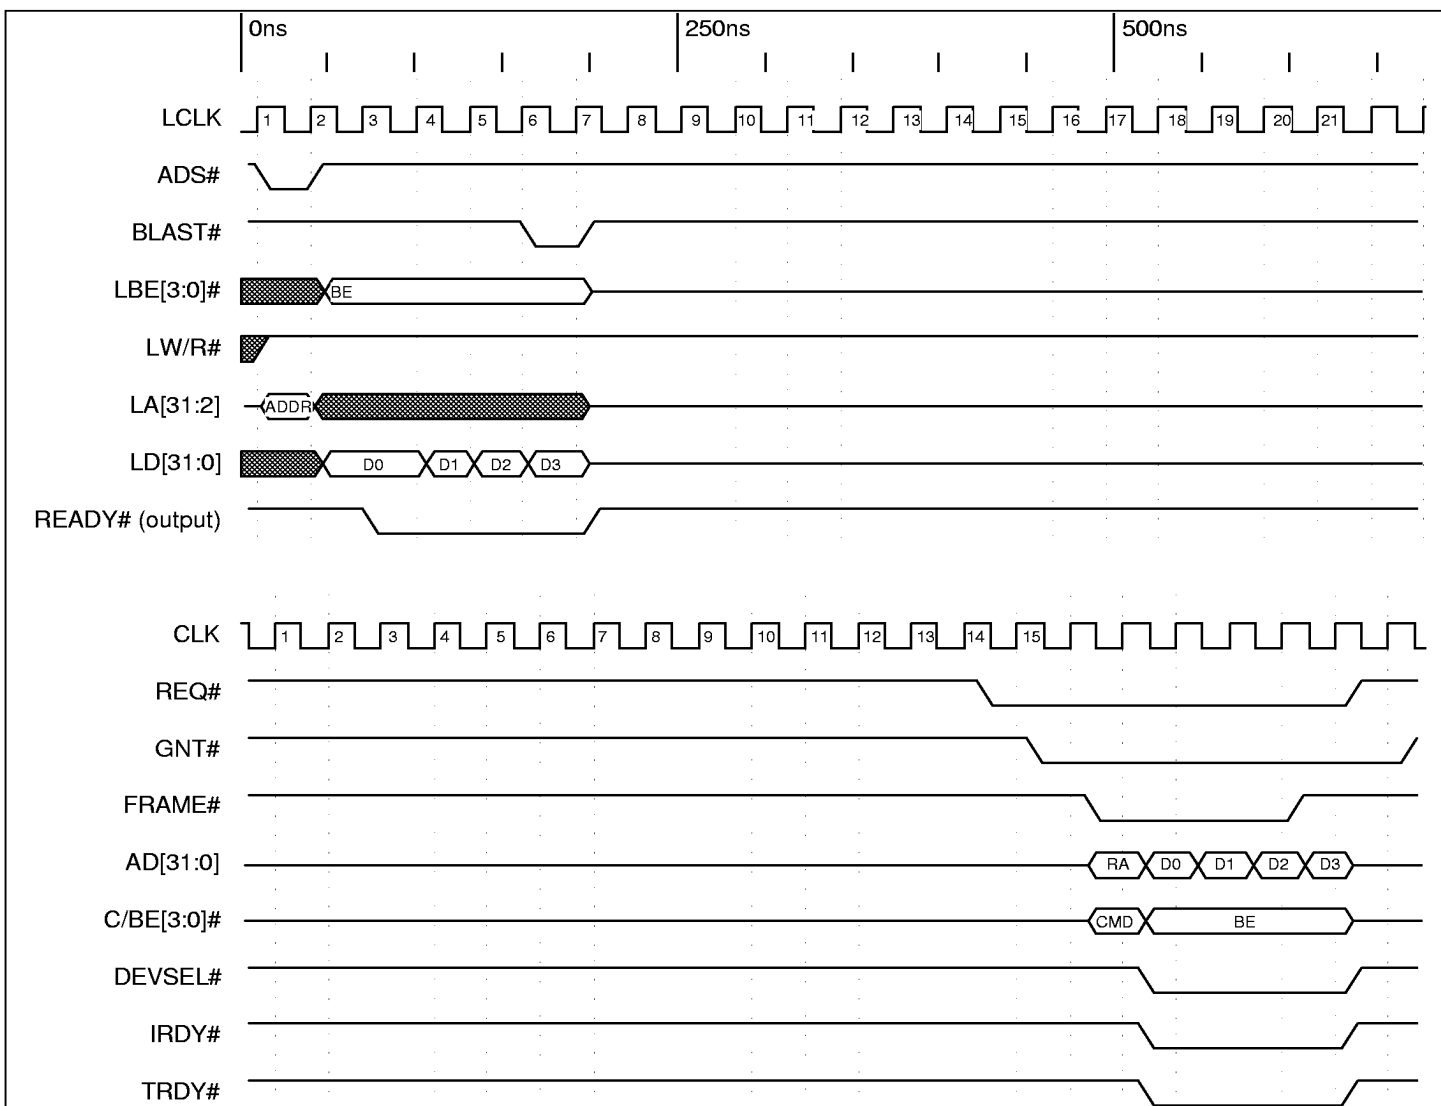 0ns 250ns 500ns
LCLK 1 2 3 4 5 6 7 8 9 10 11 12 13 14 15 16 17 18 19 20 21
ADS#
BLAST#
LBE[3:0]# BE
LW/R#
LA[31:2] ADDR
LD[31:0] D0 D1 D2 D3
READY# (output)
CLK 1 2 3 4 5 6 7 8 9 10 11 12 13 14 15
REQ#
GNT#
FRAME#
AD[31:0] RA D0 D1 D2 D3
C/BE[3:0]# CMD BE
DEVSEL#
IRDY#
TRDY#